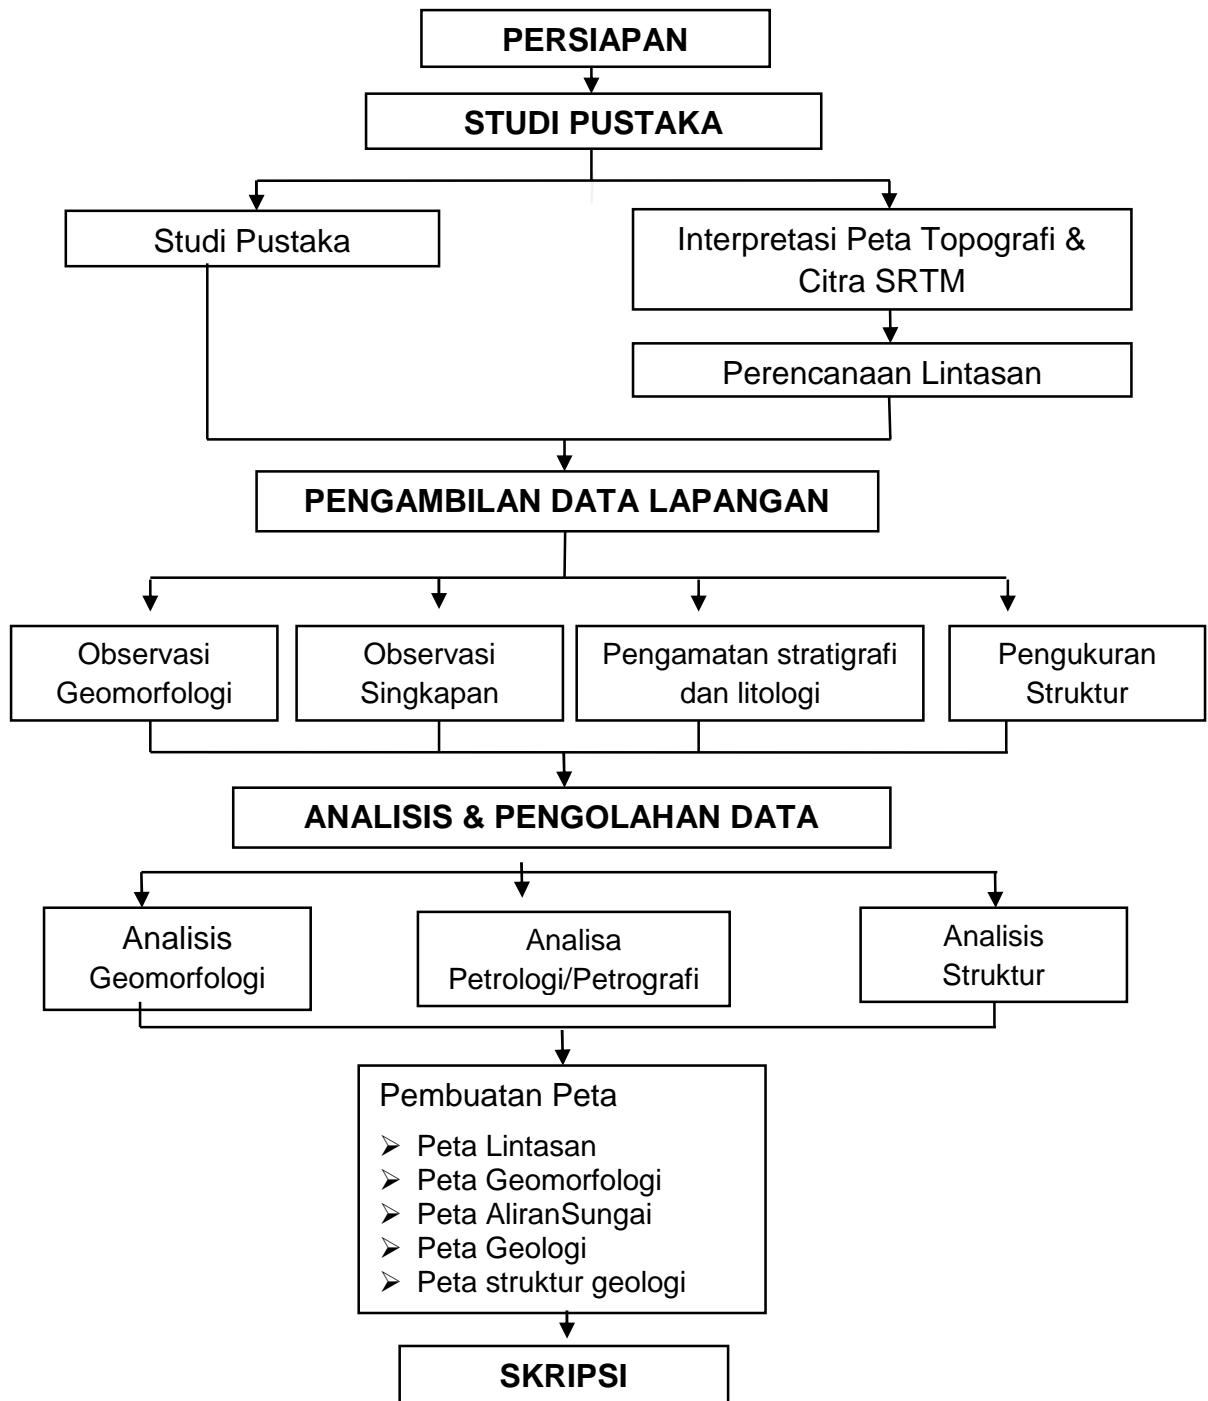 PERSIAPAN
STUDI PUSTAKA
Studi Pustaka
Interpretasi Peta Topografi &
Citra SRTM
Perencanaan Lintasan
PENGAMBILAN DATA LAPANGAN
Observasi
Geomorfologi
Observasi
Singkapan
Pengamatan stratigrafi
dan litologi
Pengukuran
Struktur
ANALISIS & PENGOLAHAN DATA
Analisis
Geomorfologi
Analisa
Petrologi/Petrografi
Analisis
Struktur
Pembuatan Peta
➢ Peta Lintasan
➢ Peta Geomorfologi
➢ Peta AliranSungai
➢ Peta Geologi
➢ Peta struktur geologi
SKRIPSI